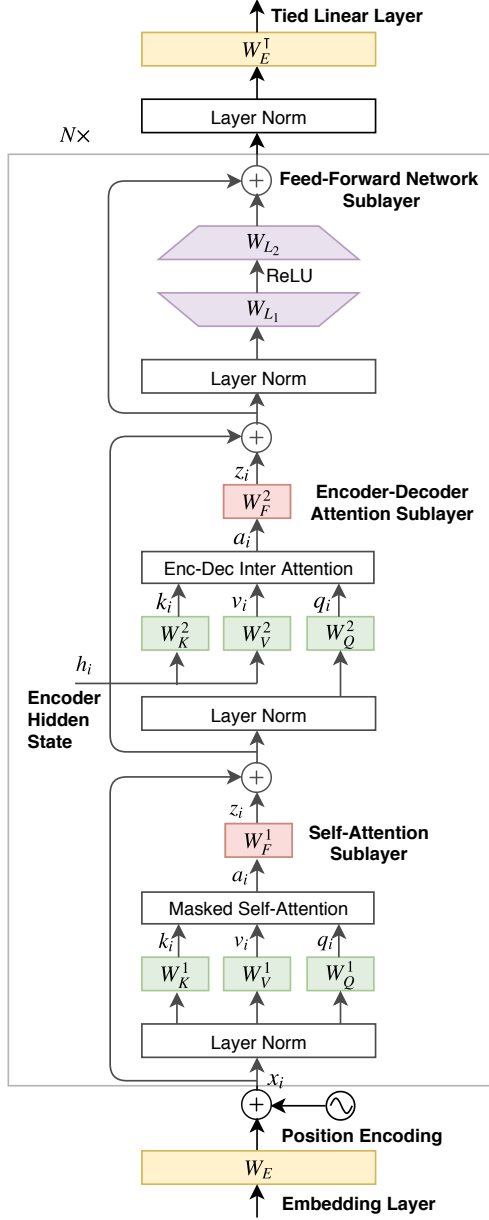 Tied Linear Layer
W_E^⊺
Layer Norm
N×
Feed-Forward Network
Sublayer
W_{L_2}
ReLU
W_{L_1}
Layer Norm
z_i
W_F^2
Encoder-Decoder
Attention Sublayer
a_i
Enc-Dec Inter Attention
k_i v_i q_i
W_K^2 W_V^2 W_Q^2
h_i
Encoder
Hidden
State
Layer Norm
z_i
W_F^1
Self-Attention
Sublayer
a_i
Masked Self-Attention
k_i v_i q_i
W_K^1 W_V^1 W_Q^1
Layer Norm
x_i
Position Encoding
W_E
Embedding Layer